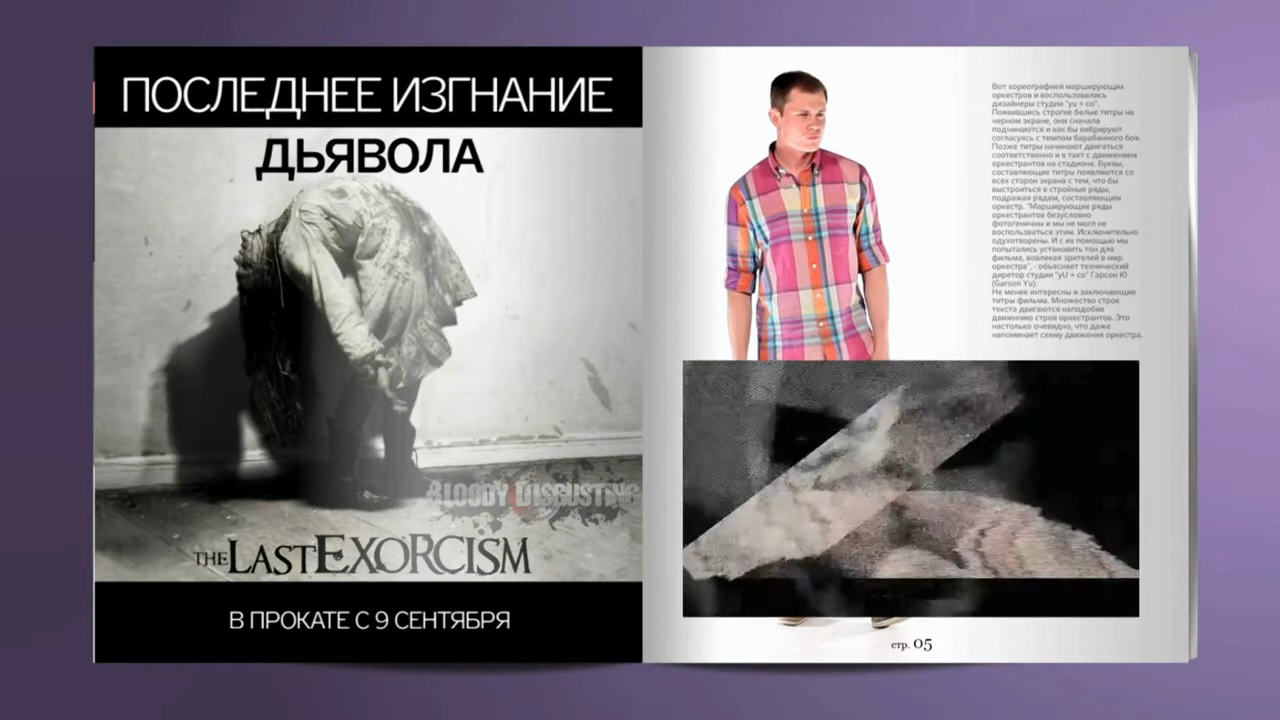 ПОСЛЕДНЕЕ ИЗГНАНИЕ
ДЬЯВОЛА
BLOODY DISGUSTING
THE LAST EXORCISM
В ПРОКАТЕ С 9 СЕНТЯБРЯ
Вот хореографией марширующих
оркестров и воспользовались
дизайнеры студии "yu + co".
Появившись строгие белые титры на
черном экране, они сначала
подчинаются и как бы вибрируют
согласуясь с темпом барабанного боя.
Позже титры начинают двигаться
соответственно и в такт с движением
оркестрантов на стадионе. Буквы,
составляющие титры появляются со
всех сторон экрана с тем, что бы
выстроиться в стройные ряды,
подражая рядам, составляющим
оркестр. "Марширующие ряды
оркестрантов безусловно
фотогеничны и мы не могл не
воспользваться этим. Исключительно
одухотворены. И с их помощью мы
попытались установить тон для
фильма, вовлекая зрителей в мир
оркестра", - объясняет технический
диретор студии "yU + co" Гарсон Ю
(Garson Yu).
Не менее интересны и заключающие
титры фильма. Множество строк
текста двигаются наподобие
движению строя оркестрантов. Это
настолько очевидно, что даже
напоминает схему движения оркестра.
стр. 05